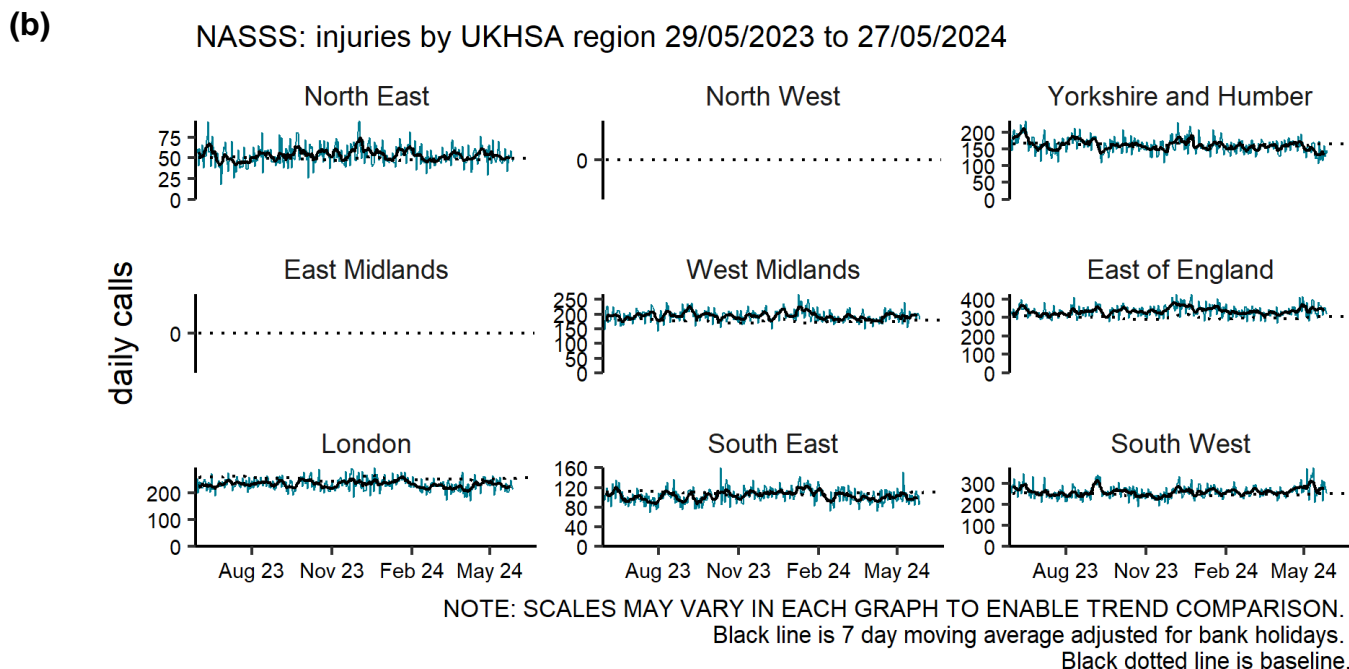 (b)
NASSS: injuries by UKHSA region 29/05/2023 to 27/05/2024
daily calls
North East
75
50
25
0
North West
0
Yorkshire and Humber
200
150
100
50
0
East Midlands
0
West Midlands
250
200
150
100
50
0
East of England
400
300
200
100
0
London
200
100
0
Aug 23 Nov 23 Feb 24 May 24
South East
160
120
80
40
0
Aug 23 Nov 23 Feb 24 May 24
South West
300
200
100
0
Aug 23 Nov 23 Feb 24 May 24
NOTE: SCALES MAY VARY IN EACH GRAPH TO ENABLE TREND COMPARISON.
Black line is 7 day moving average adjusted for bank holidays.
Black dotted line is baseline.